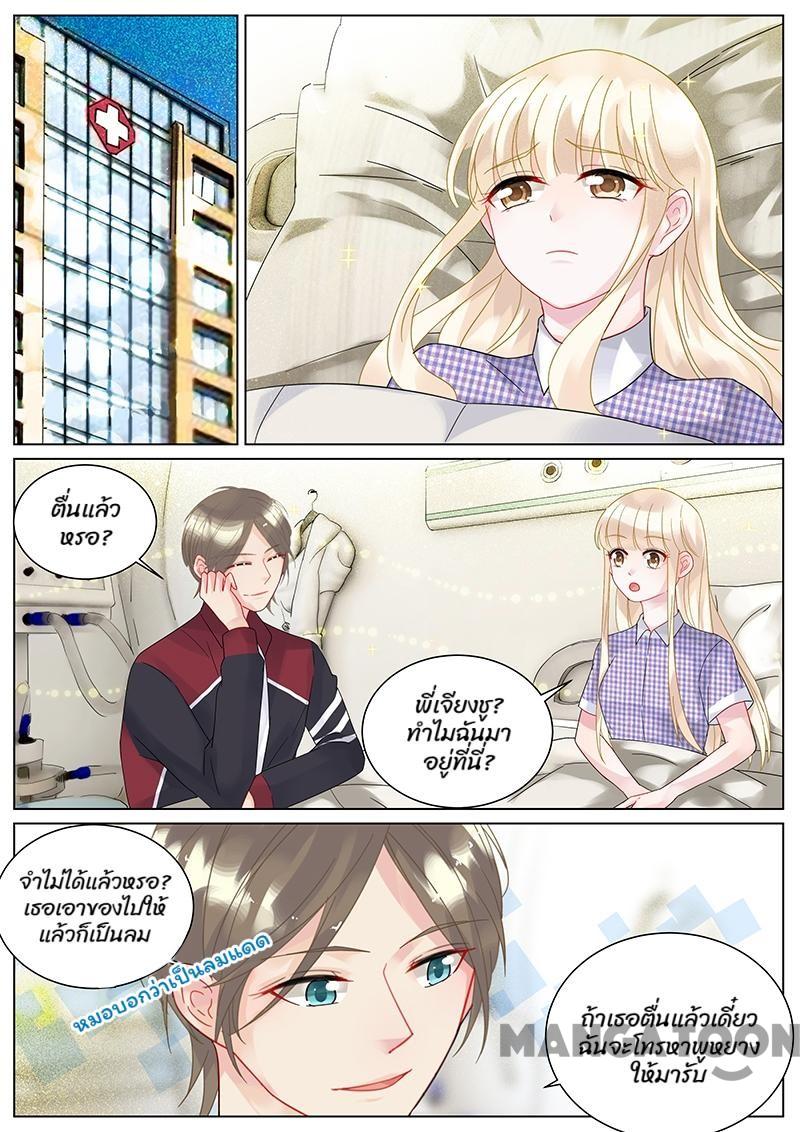 ตื่นแล้ว
หรอ?
พี่เจียงชู?
ทำไมฉันมา
อยู่ที่นี่?
จำไม่ได้แล้วหรอ?
เธอเอาของไปให้
แล้วก็เป็นลม
หมอบอกว่าเป็นลมแดด
ถ้าเธอตื่นแล้วเดี๋ยว
ฉันจะโทรหาพูหยาง
ให้มารับ
MANGATOON